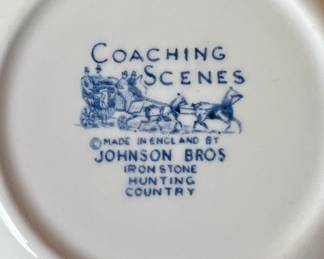 COACHING
SCENES
©MADE IN ENGLAND BY
JOHNSON BROS
IRONSTONE
HUNTING
COUNTRY